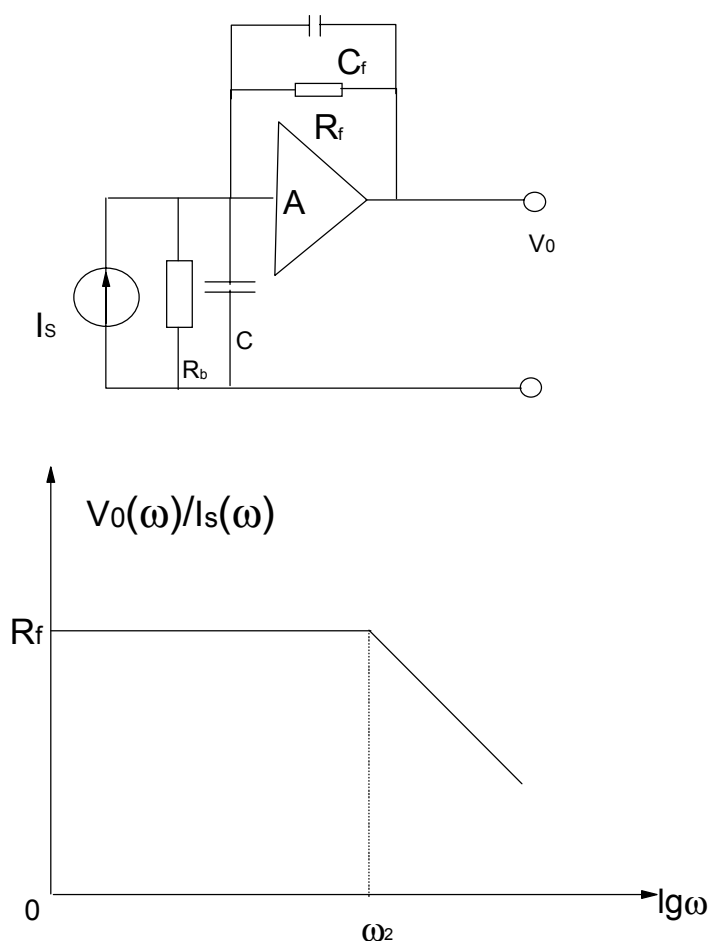 Cf
Rf
A
V0
Is
C
Rb
V0(ω)/Is(ω)
Rf
0
ω2
lgω